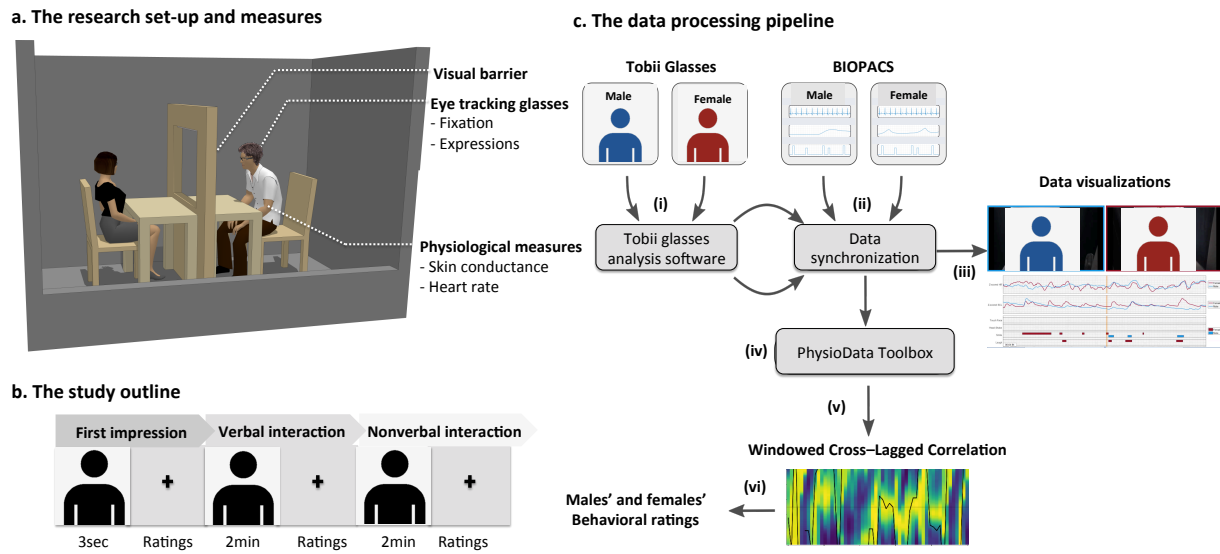 a. The research set-up and measures
Visual barrier
Eye tracking glasses
- Fixation
- Expressions
Physiological measures
- Skin conductance
- Heart rate
b. The study outline
First impression
Verbal interaction
Nonverbal interaction
3sec
Ratings
2min
Ratings
2min
Ratings
c. The data processing pipeline
Tobii Glasses
BIOPACS
Male
Female
Male
Female
(i)
(ii)
Tobii glasses
analysis software
Data
synchronization
(iii)
Data visualizations
(iv)
PhysioData Toolbox
(v)
Windowed Cross–Lagged Correlation
(vi)
Males’ and females’
Behavioral ratings